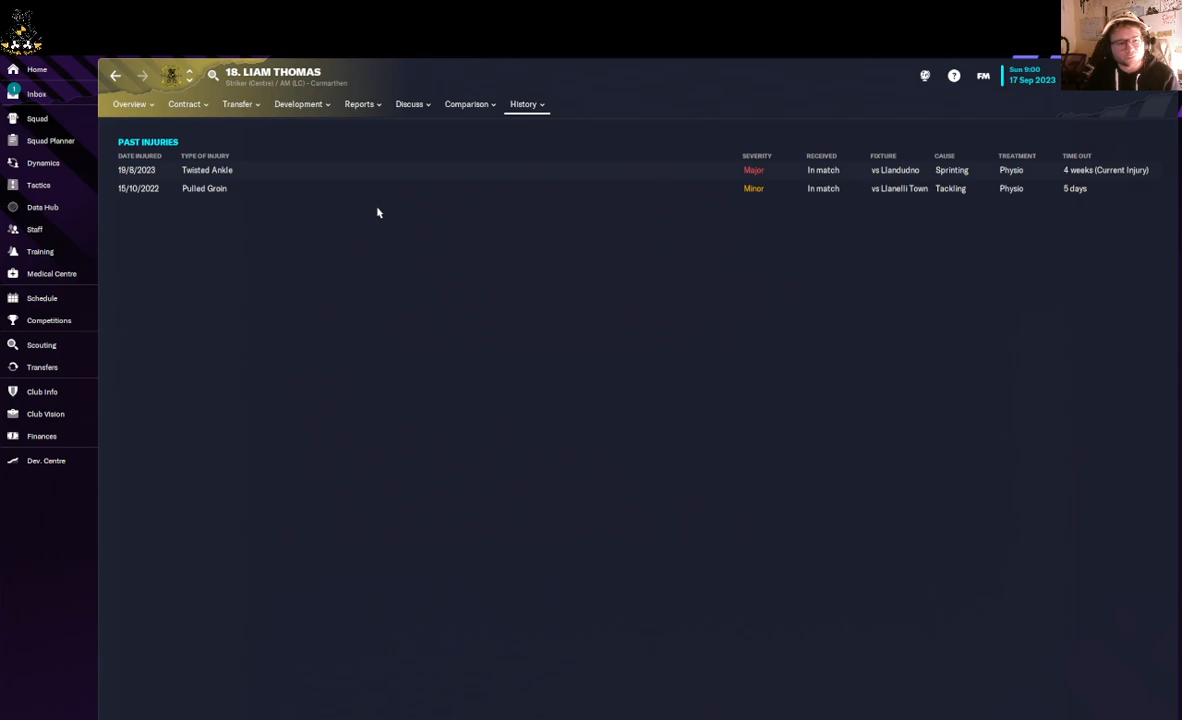 18. LIAM THOMAS
Striker (Centre) / AM (LC) - Carmarthen
Sun 9:00
17 Sep 2023
FM
Home
1
Inbox
Squad
Squad Planner
Dynamics
Tactics
Data Hub
Staff
Training
Medical Centre
Schedule
Competitions
Scouting
Transfers
Club Info
Club Vision
Finances
Dev. Centre
Overview Contract Transfer Development Reports Discuss Comparison History
PAST INJURIES
DATE INJURED TYPE OF INJURY SEVERITY RECEIVED FIXTURE CAUSE TREATMENT TIME OUT
19/8/2023 Twisted Ankle Major In match vs Llandudno Sprinting Physio 4 weeks (Current Injury)
15/10/2022 Pulled Groin Minor In match vs Llanelli Town Tackling Physio 5 days